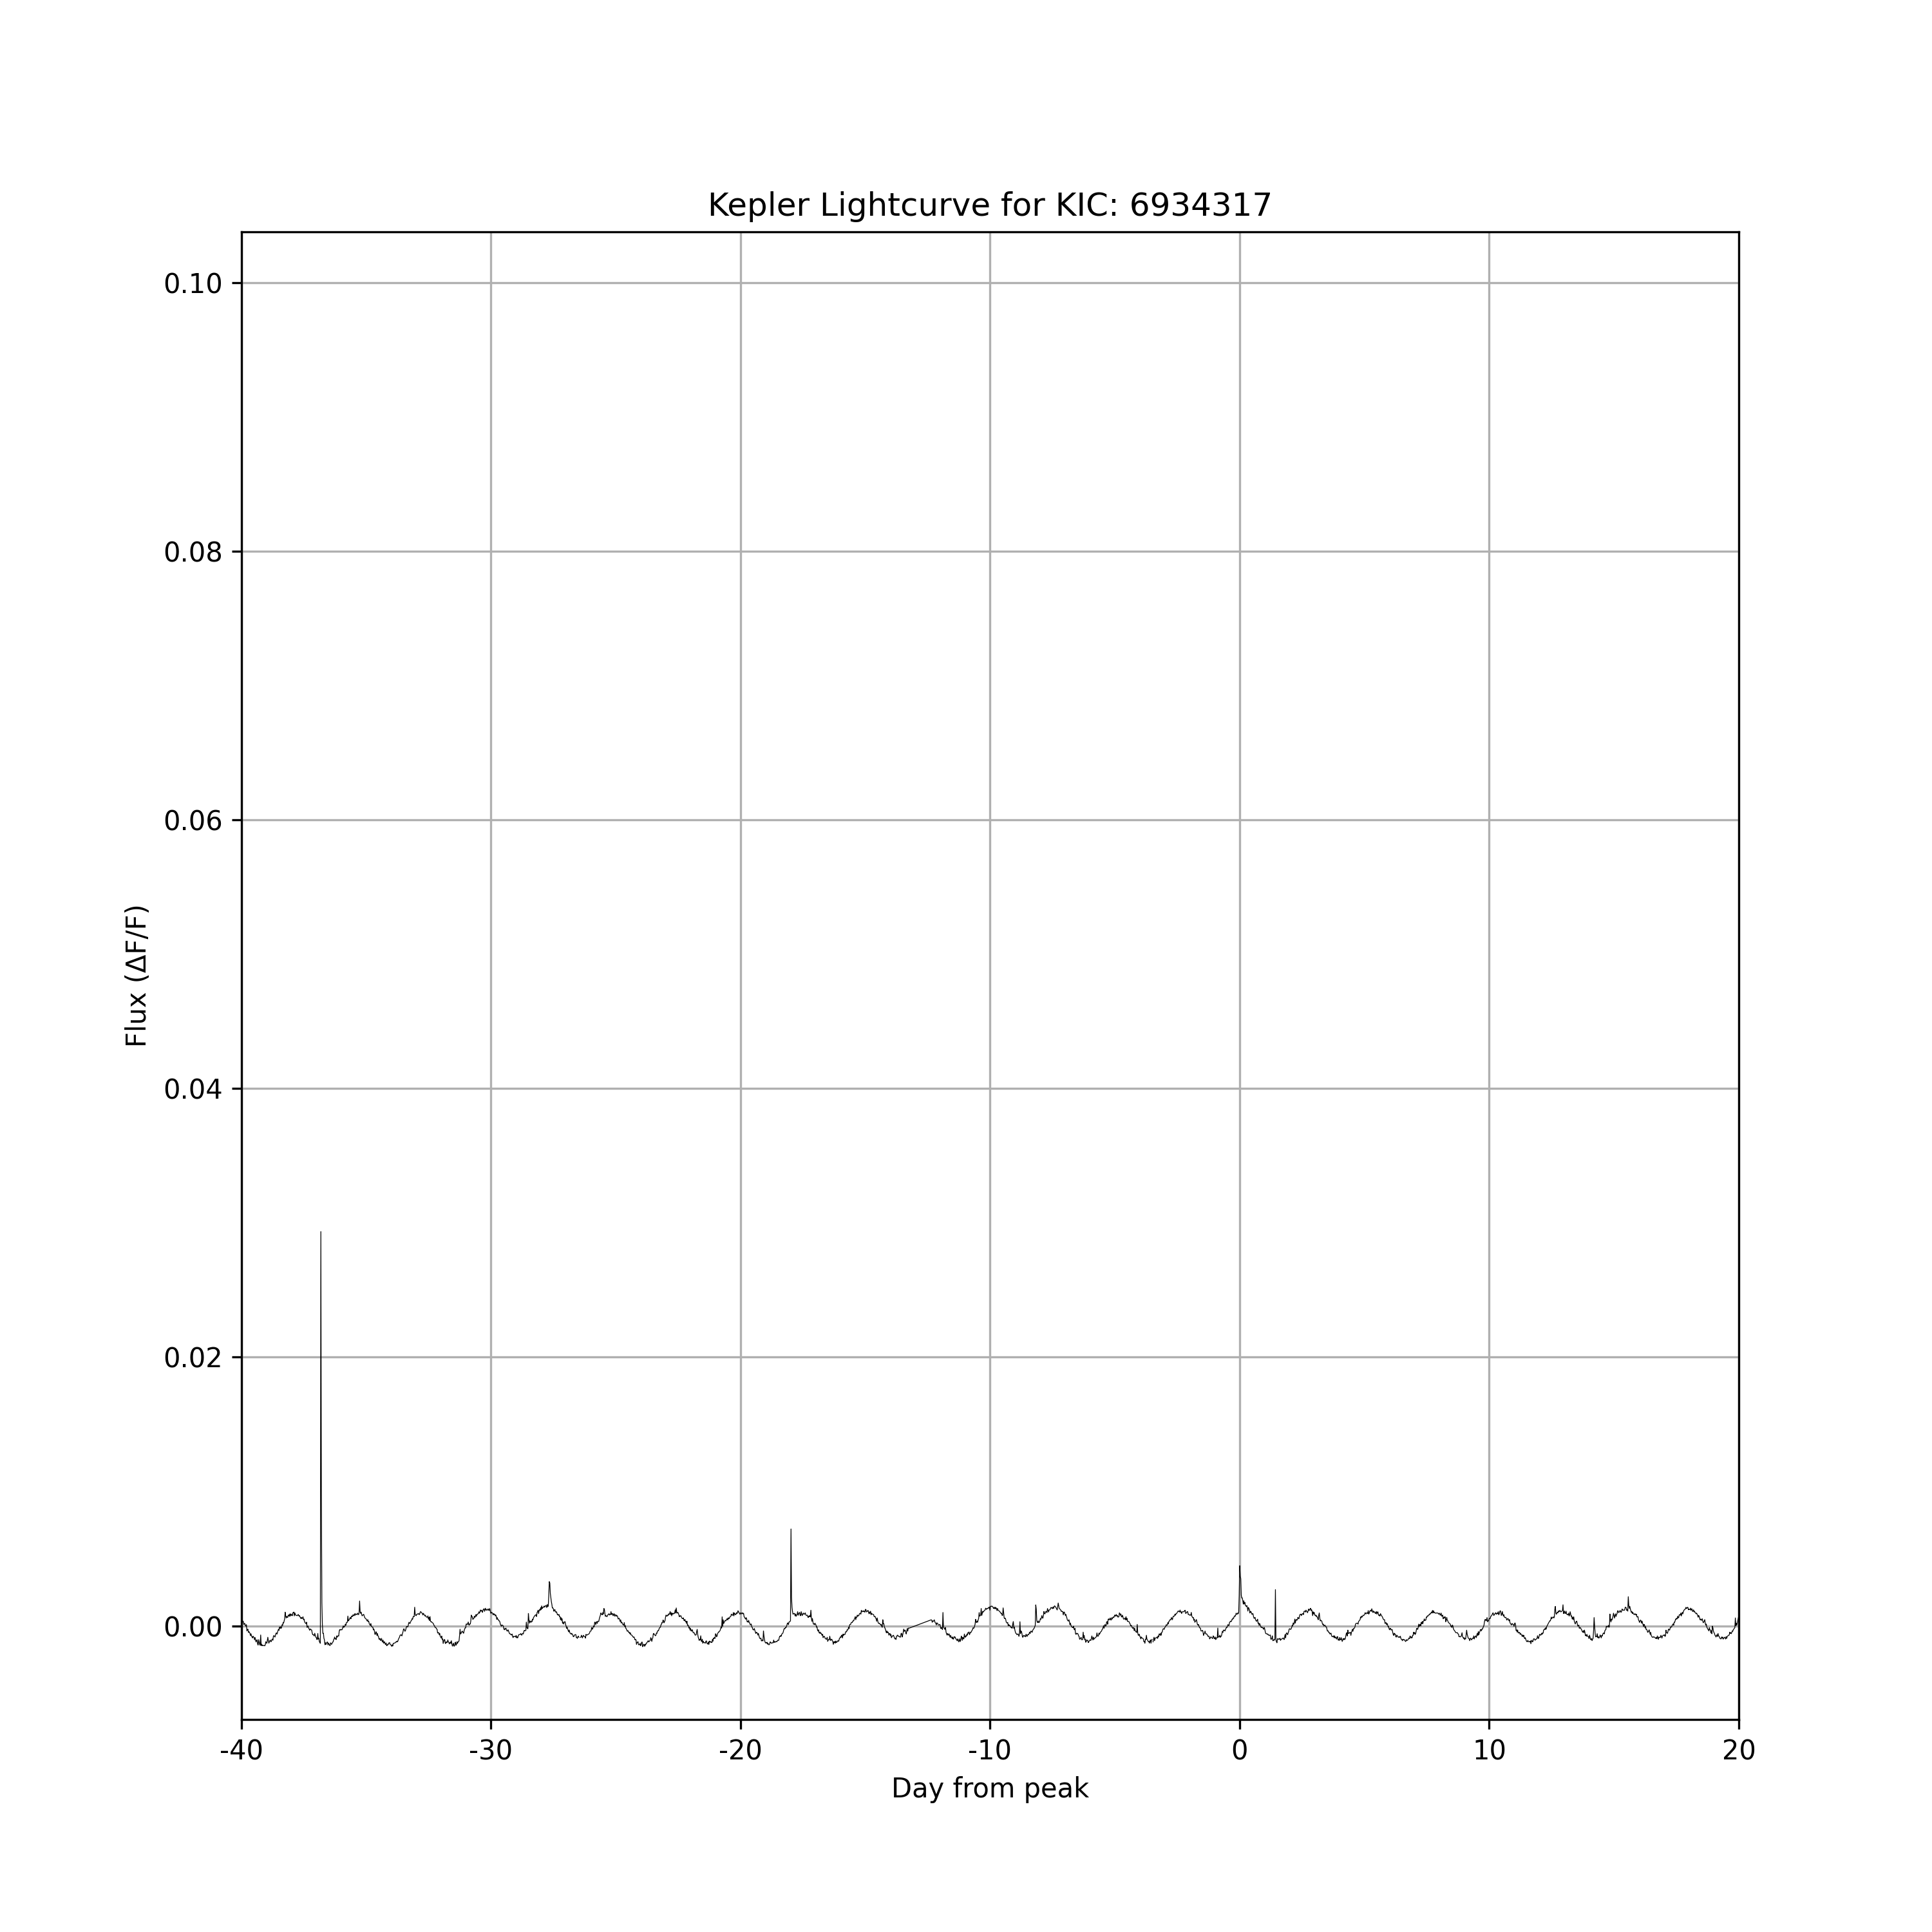 Kepler Lightcurve for KIC: 6934317
0.10
0.08
0.06
0.04
0.02
0.00
Flux (ΔF/F)
-40 -30 -20 -10 0 10 20
Day from peak